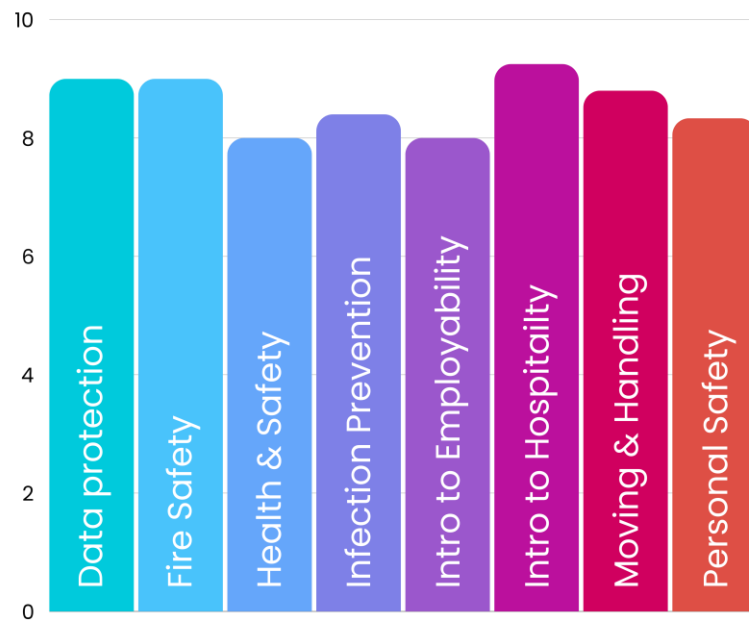 10
8
6
4
2
0
Data protection
Fire Safety
Health & Safety
Infection Prevention
Intro to Employability
Intro to Hospitailty
Moving & Handling
Personal Safety